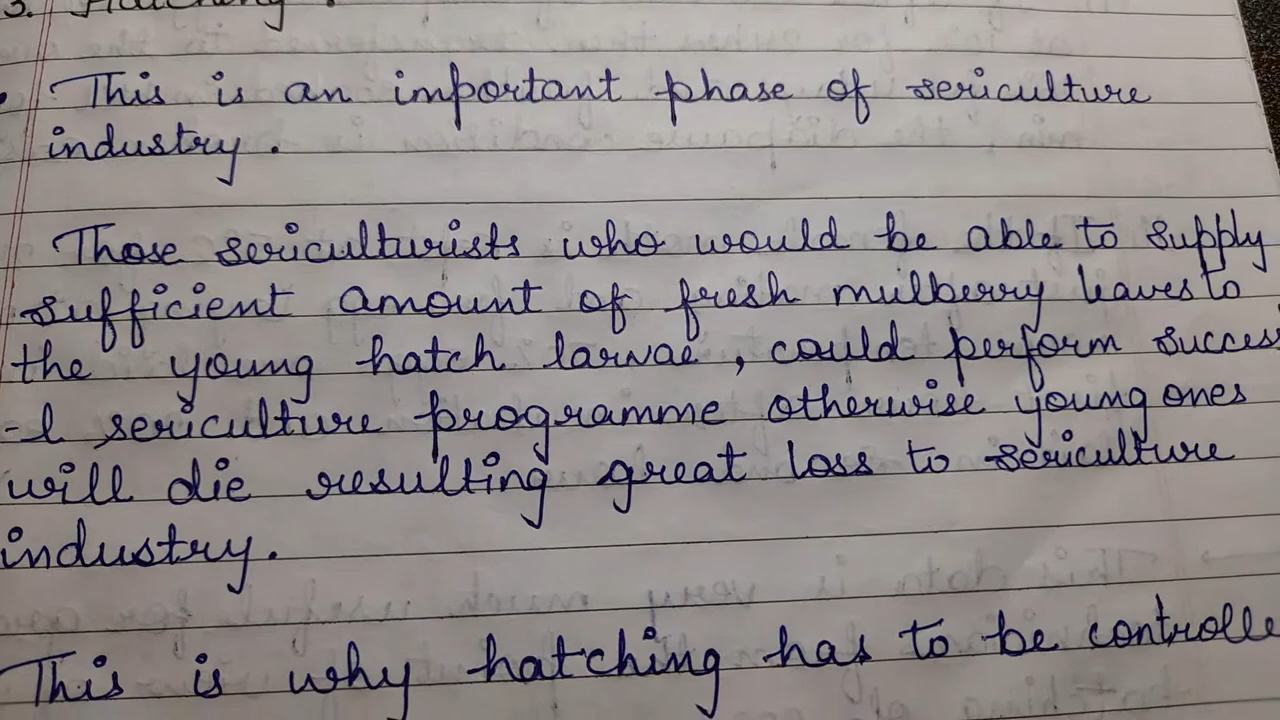 3. Hatching :
This is an important phase of sericulture
industry.
Those sericulturists who would be able to supply
sufficient amount of fresh mulberry leaves to
the young hatch larvae, could perform succes
-l sericulture programme otherwise young ones
will die resulting great loss to sericulture
industry.
This is why hatching has to be controlle